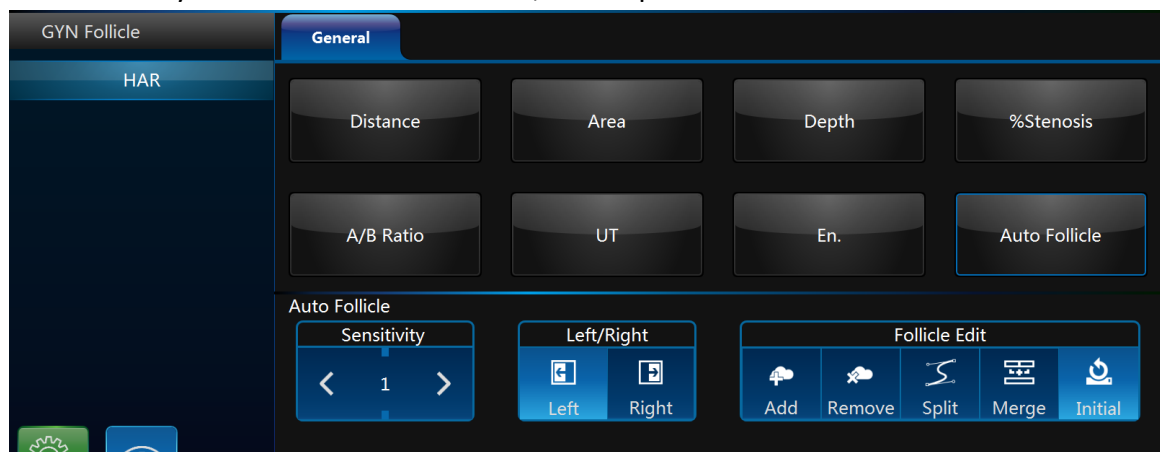 GYN Follicle
General
HAR
Distance
Area
Depth
%Stenosis
A/B Ratio
UT
En.
Auto Follicle
Auto Follicle
Sensitivity
1
Left/Right
Left
Right
Follicle Edit
Add
Remove
Split
Merge
Initial